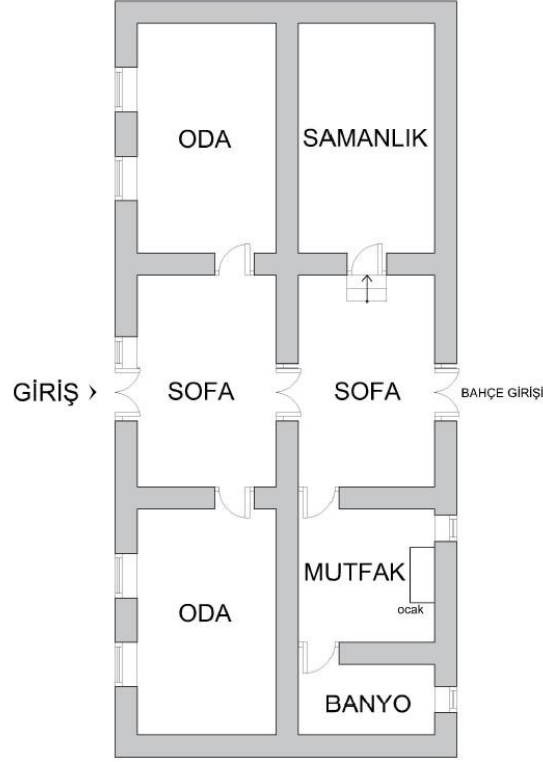 ODA
SAMANLIK
GİRİŞ
SOFA
SOFA
BAHÇE GİRİŞİ
MUTFAK
ocak
ODA
BANYO